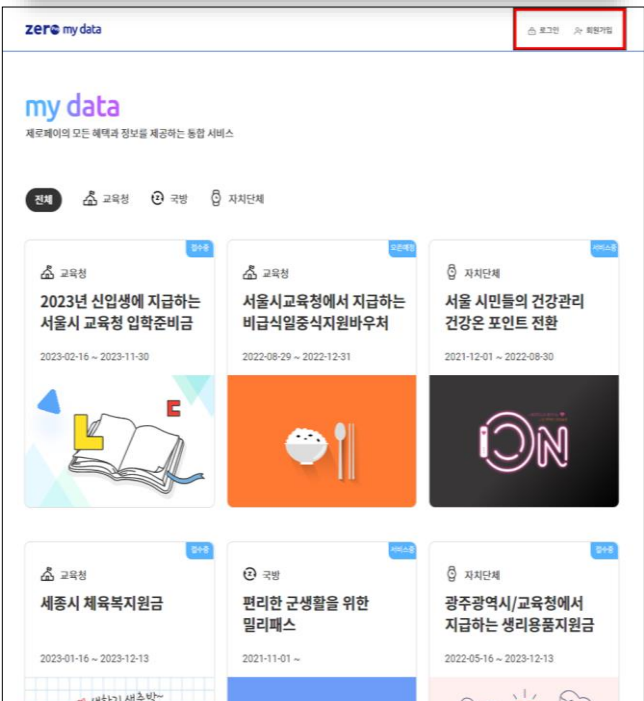 zero my data
로그인 회원가입
my data
제로페이의 모든 혜택과 정보를 제공하는 통합 서비스
전체 교육청 국방 자치단체
접수중
교육청
2023년 신입생에 지급하는
서울시 교육청 입학준비금
2023-02-16 ~ 2023-11-30
오픈예정
교육청
서울시교육청에서 지급하는
비급식일중식지원바우처
2022-08-29 ~ 2022-12-31
서비스중
자치단체
서울 시민들의 건강관리
건강온 포인트 전환
2021-12-01 ~ 2022-08-30
ON
접수중
교육청
세종시 체육복지원금
2023-01-16 ~ 2023-12-13
서비스중
국방
편리한 군생활을 위한
밀리패스
2021-11-01 ~
접수중
자치단체
광주광역시/교육청에서
지급하는 생리용품지원금
2022-05-16 ~ 2023-12-13